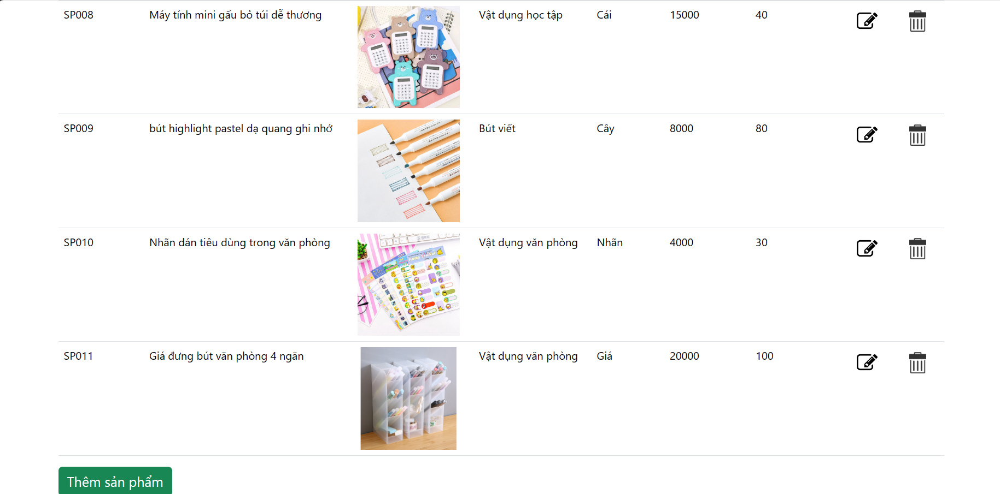 SP008 Máy tính mini gấu bỏ túi dễ thương Vật dụng học tập Cái 15000 40
SP009 bút highlight pastel dạ quang ghi nhớ Bút viết Cây 8000 80
SP010 Nhãn dán tiêu dùng trong văn phòng Vật dụng văn phòng Nhãn 4000 30
Home Sticker
SP011 Giá đưng bút văn phòng 4 ngăn Vật dụng văn phòng Giá 20000 100
Thêm sản phẩm